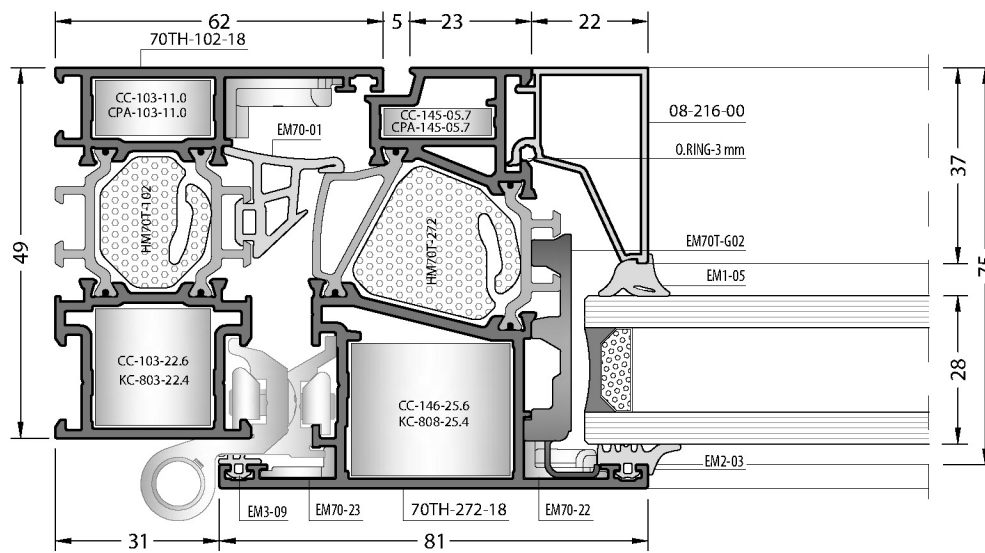 62
5
23
22
70TH-102-18
CC-103-11.0
CPA-103-11.0
EM70-01
CC-145-05.7
CPA-145-05.7
08-216-00
O.RING-3 mm
37
49
HM70T-102
HM70T-272
EM70T-G02
EM1-05
75
CC-103-22.6
KC-803-22.4
CC-146-25.6
KC-808-25.4
28
EM2-03
EM3-09
EM70-23
70TH-272-18
EM70-22
31
81